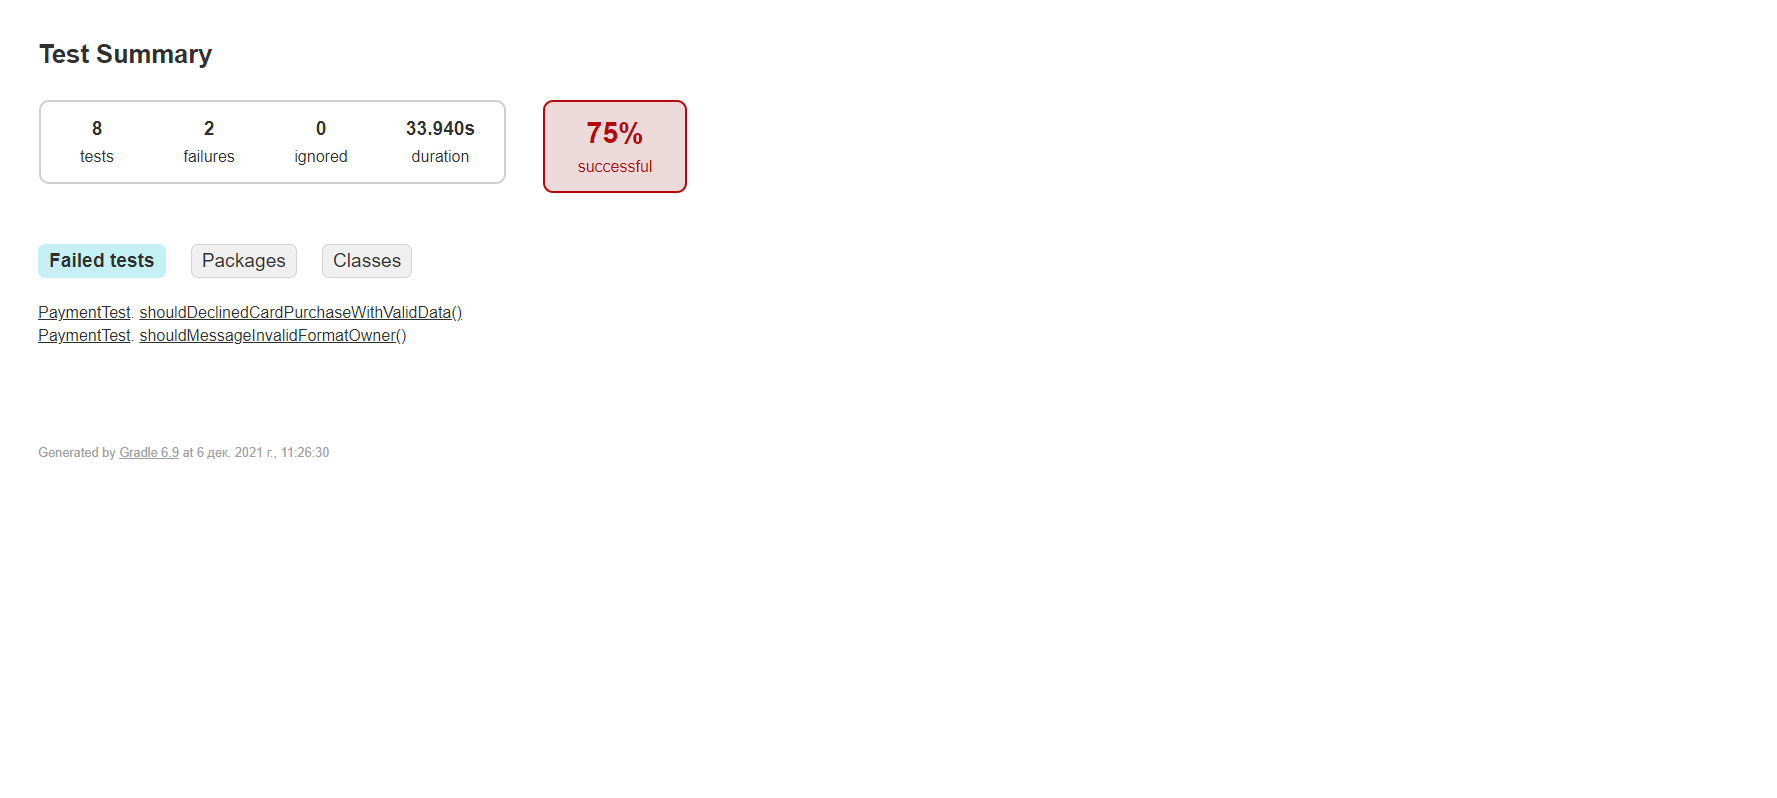 Test Summary
8 2 0 33.940s
tests failures ignored duration
75%
successful
Failed tests Packages Classes
PaymentTest. shouldDeclinedCardPurchaseWithValidData()
PaymentTest. shouldMessageInvalidFormatOwner()
Generated by Gradle 6.9 at 6 дек. 2021 г., 11:26:30